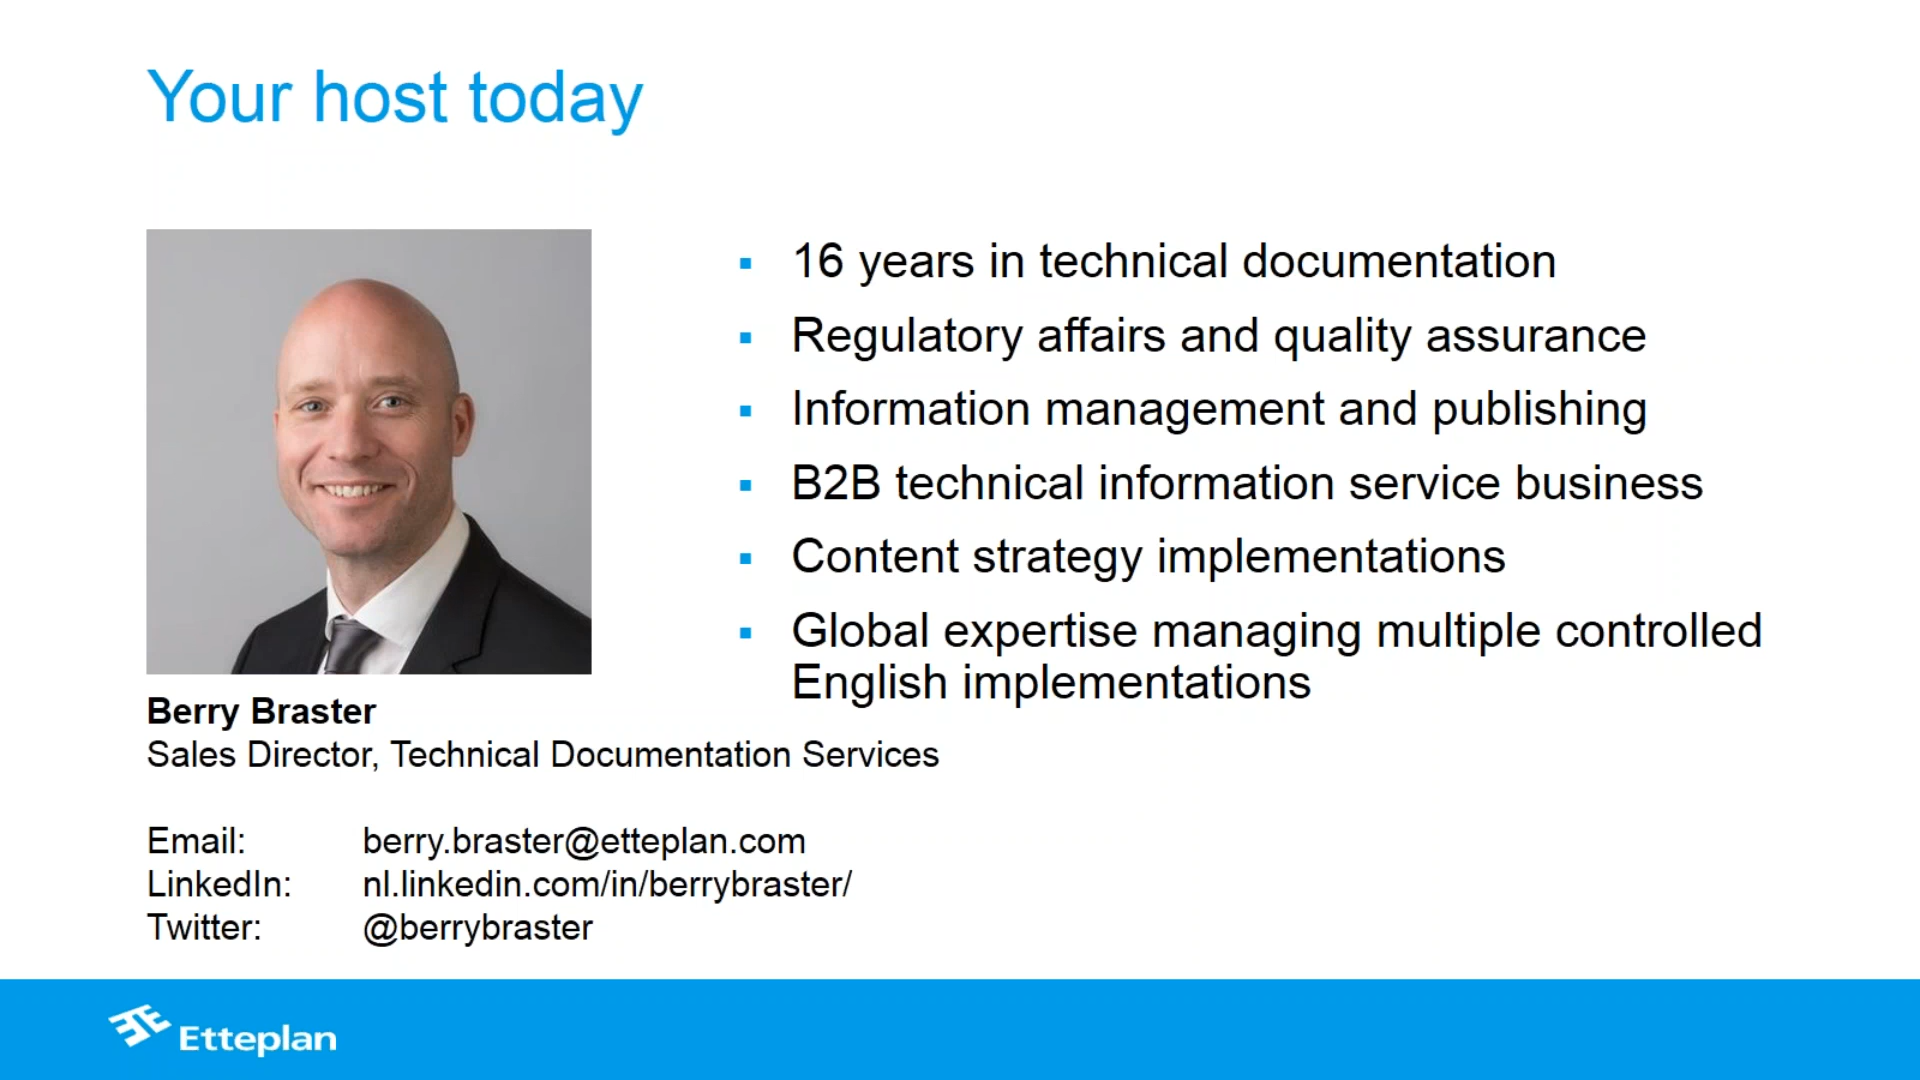 Your host today
16 years in technical documentation
Regulatory affairs and quality assurance
Information management and publishing
B2B technical information service business
Content strategy implementations
Global expertise managing multiple controlled
English implementations
Berry Braster
Sales Director, Technical Documentation Services
Email: berry.braster@etteplan.com
LinkedIn: nl.linkedin.com/in/berrybraster/
Twitter: @berrybraster
Etteplan